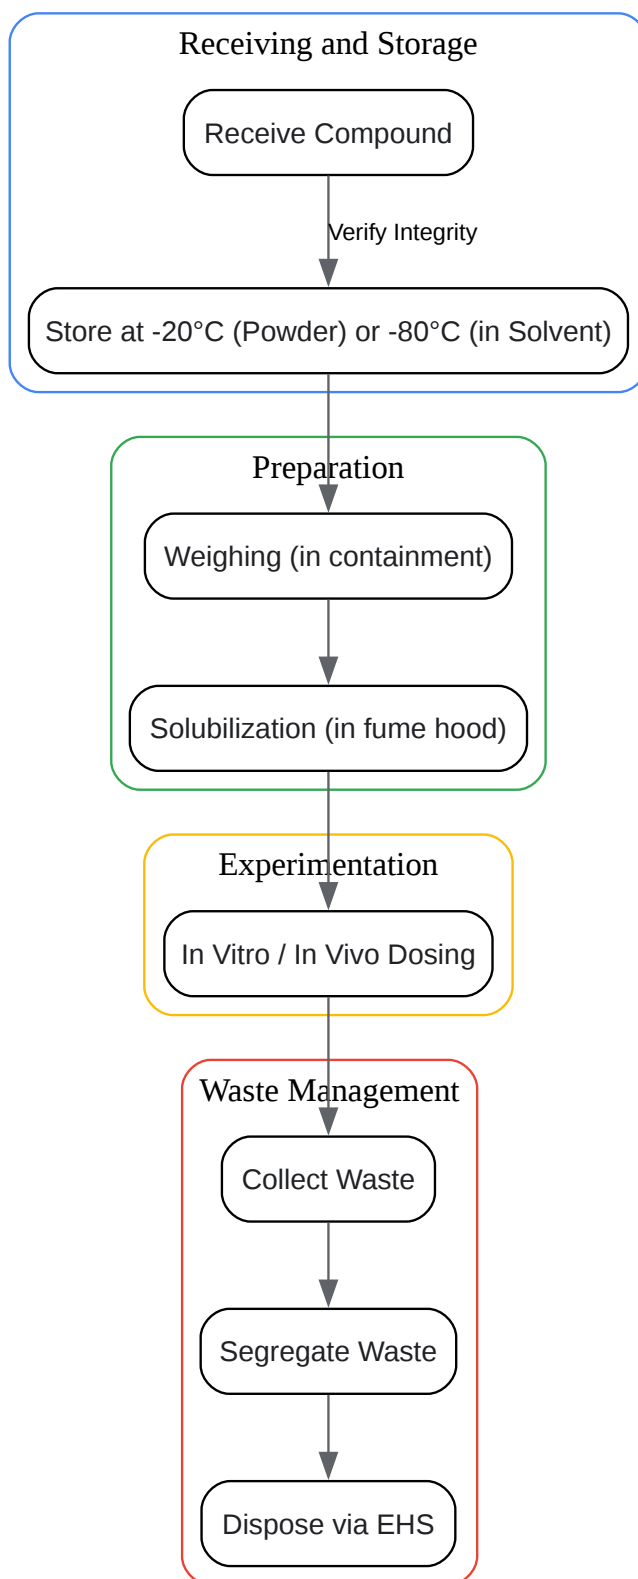 Receiving and Storage
Receive Compound
Verify Integrity
Store at -20°C (Powder) or -80°C (in Solvent)
Preparation
Weighing (in containment)
Solubilization (in fume hood)
Experimentation
In Vitro / In Vivo Dosing
Waste Management
Collect Waste
Segregate Waste
Dispose via EHS